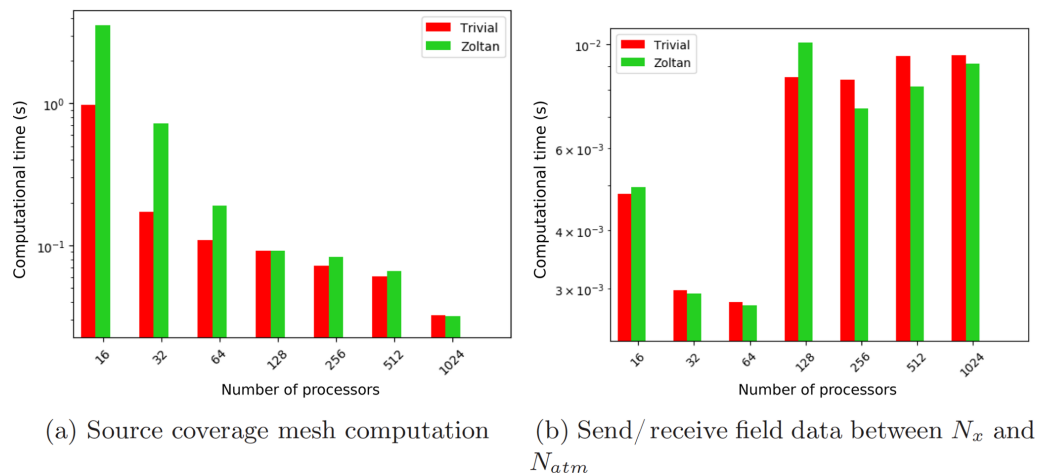 Computational time (s)
10^0
10^-1
Trivial
Zoltan
16
32
64
128
256
512
1024
Number of processors
(a) Source coverage mesh computation
Computational time (s)
10^-2
6 × 10^-3
4 × 10^-3
3 × 10^-3
Trivial
Zoltan
16
32
64
128
256
512
1024
Number of processors
(b) Send/receive field data between N_x and
N_atm